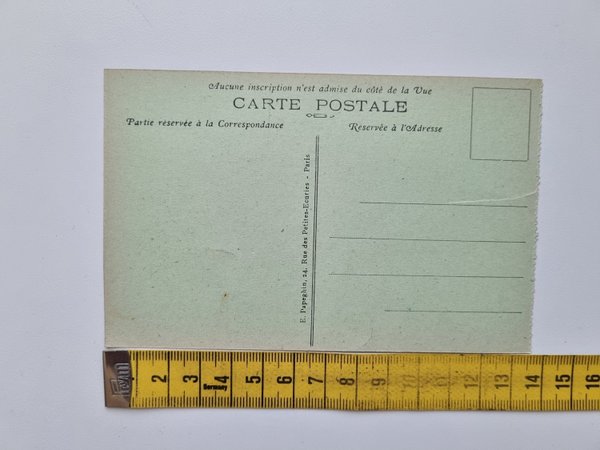 Aucune inscription n'est admise du côté de la Vue
CARTE POSTALE
Partie réservée à la Correspondance
Reservée à l'Adresse
E. Papeghin, 24, Rue des Petites-Ecuries - Paris
2 3 4 5 6 7 8 9 10 11 12 13 14 15 16
Germany